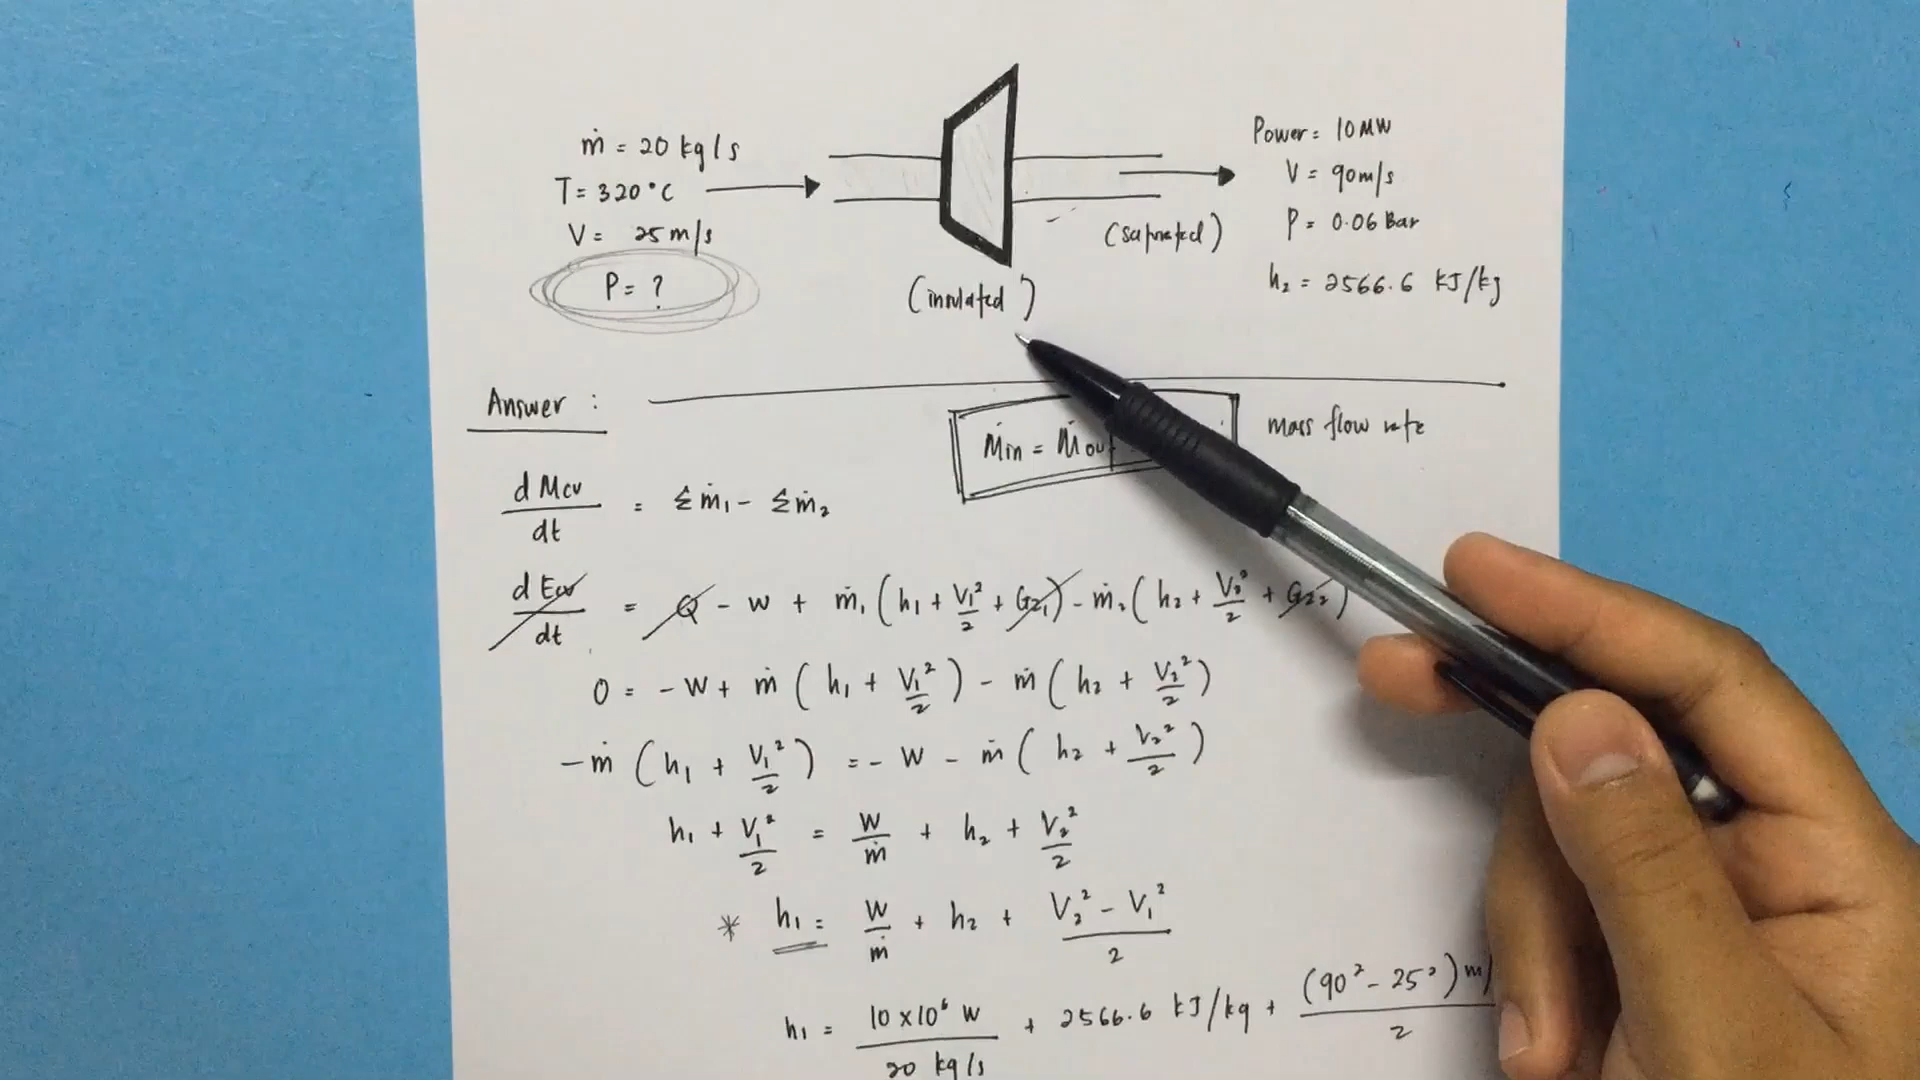 ṁ = 20 kg/s
T = 320°C
V = 25 m/s
P = ?
(insulated)
(saturated)
Power = 10 MW
V = 90 m/s
P = 0.06 Bar
h₂ = 2566.6 kJ/kg
Answer :
Ṁin = Ṁou
mass flow rate
d Mcv / dt = Σṁ₁ - Σṁ₂
d Ecv / dt = Q - W + ṁ₁ (h₁ + V₁²/2 + Gz₁) - ṁ₂ (h₂ + V₂²/2 + Gz₂)
0 = - W + ṁ (h₁ + V₁²/2) - ṁ (h₂ + V₂²/2)
-ṁ (h₁ + V₁²/2) = - W - ṁ (h₂ + V₂²/2)
h₁ + V₁²/2 = W/ṁ + h₂ + V₂²/2
* h₁ = W/ṁ + h₂ + (V₂² - V₁²)/2
h₁ = 10 x 10⁶ W / 20 kg/s + 2566.6 kJ/kg + (90² - 25²) m/ / 2